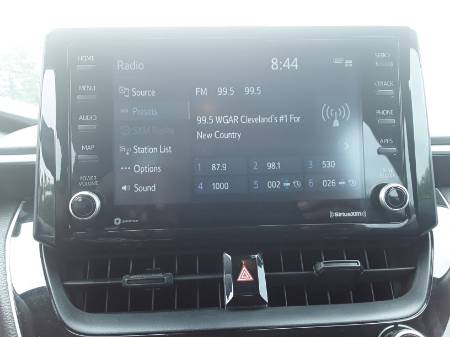 HOME
Radio
8:44
SEEK >
MENU
Source
FM 99.5 99.5
< TRACK
Presets
99.5 WGAR Cleveland's #1 For
New Country
AUDIO
PHONE
Station List
MAP
APPS
Options
1 87.9 2 98.1 3 530
Sound
4 1000 5 002 6 026
POWER
VOLUME
SiriusXM